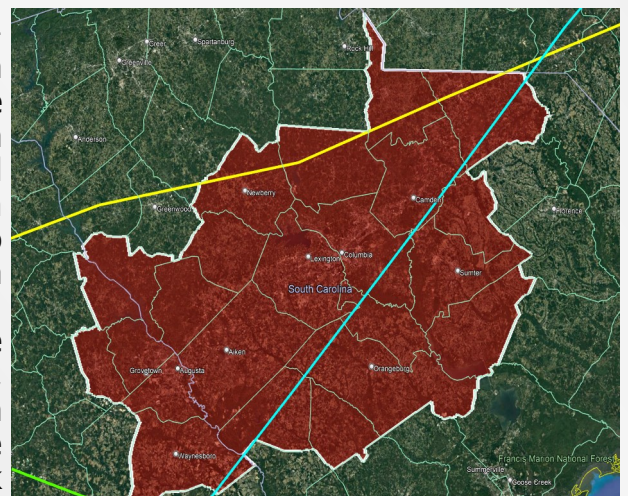 Greer
Spartanburg
Rock Hill
Greenville
Anderson
Newberry
Greenwood
Camden
Florence
Lexington
Columbia
Sumter
South Carolina
Aiken
Grovetown
Augusta
Orangeburg
Waynesboro
Francis Marion National Forest
Summerville
Goose Creek